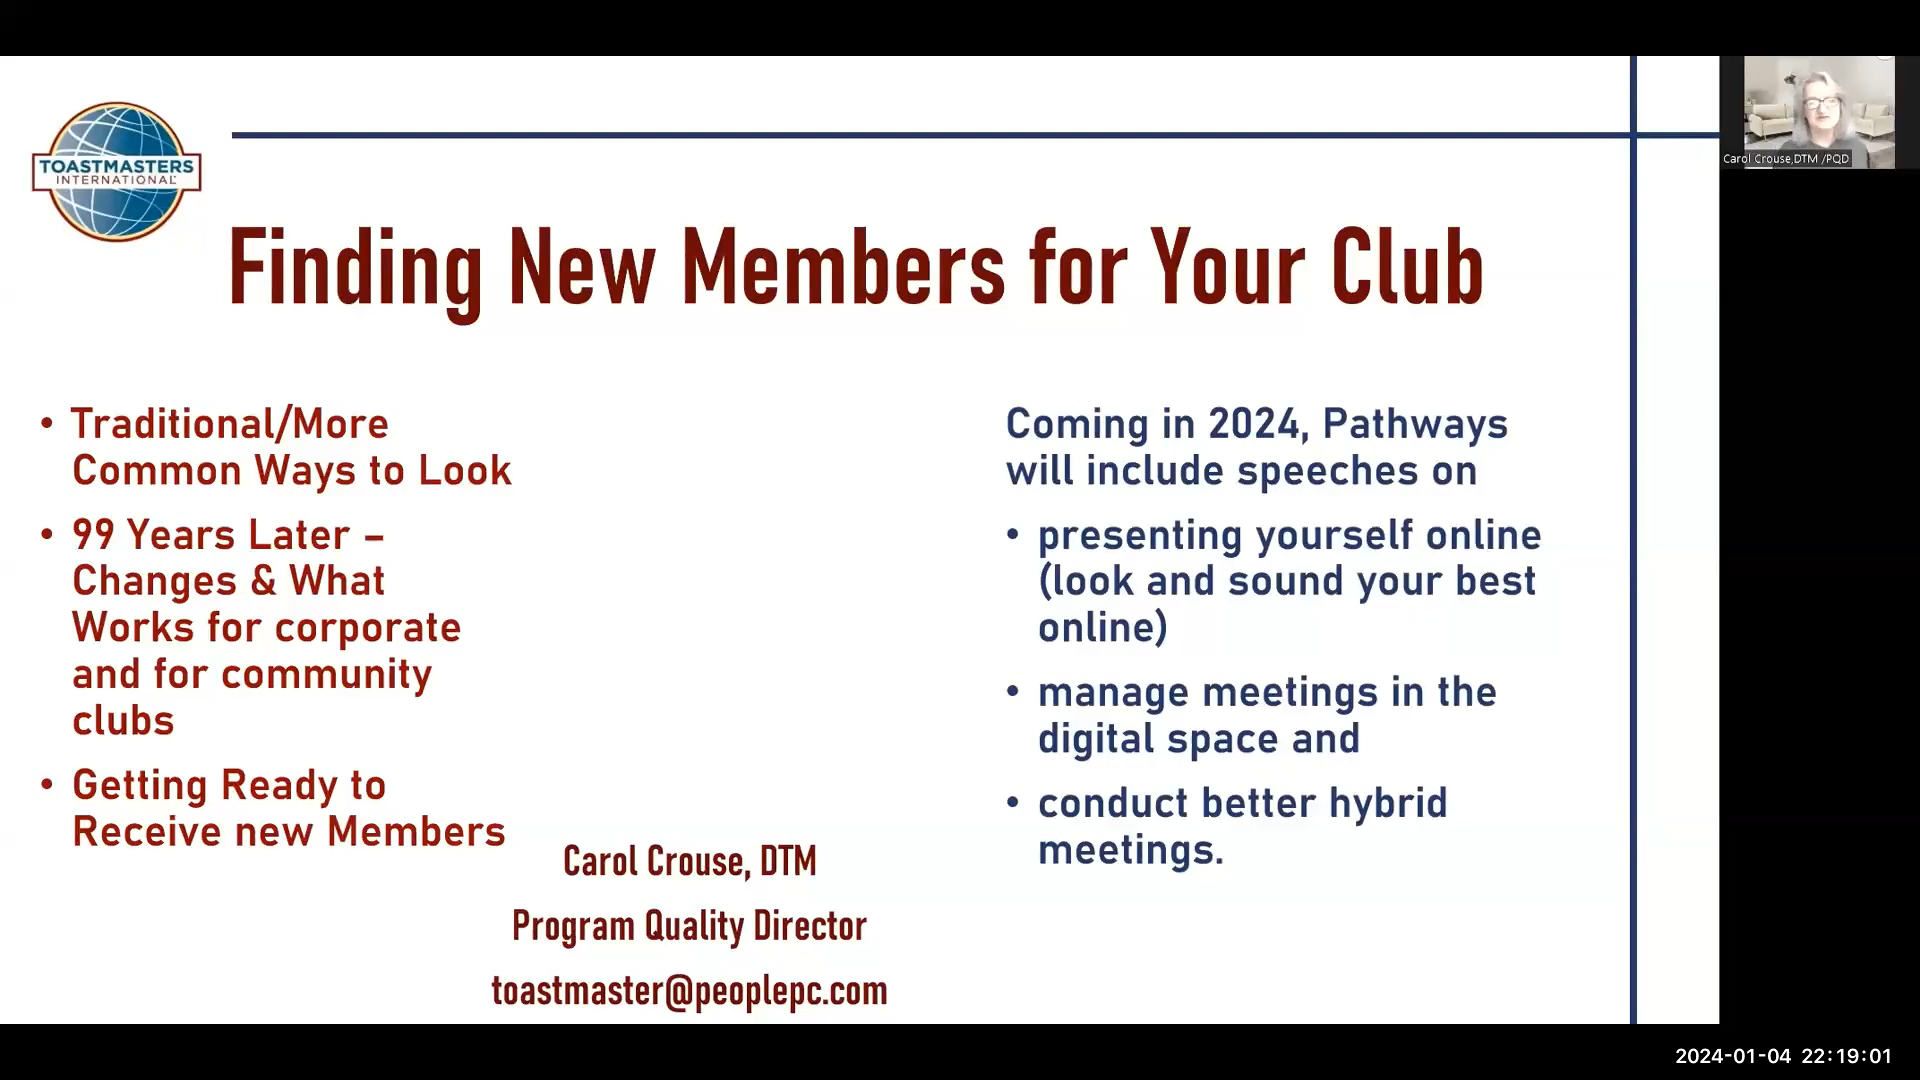 TOASTMASTERS
INTERNATIONAL
Finding New Members for Your Club
• Traditional/More
Common Ways to Look
• 99 Years Later –
Changes & What
Works for corporate
and for community
clubs
• Getting Ready to
Receive new Members
Carol Crouse, DTM
Program Quality Director
toastmaster@peoplepc.com
Coming in 2024, Pathways
will include speeches on
• presenting yourself online
(look and sound your best
online)
• manage meetings in the
digital space and
• conduct better hybrid
meetings.
Carol Crouse,DTM /PQD
2024-01-04 22:19:01